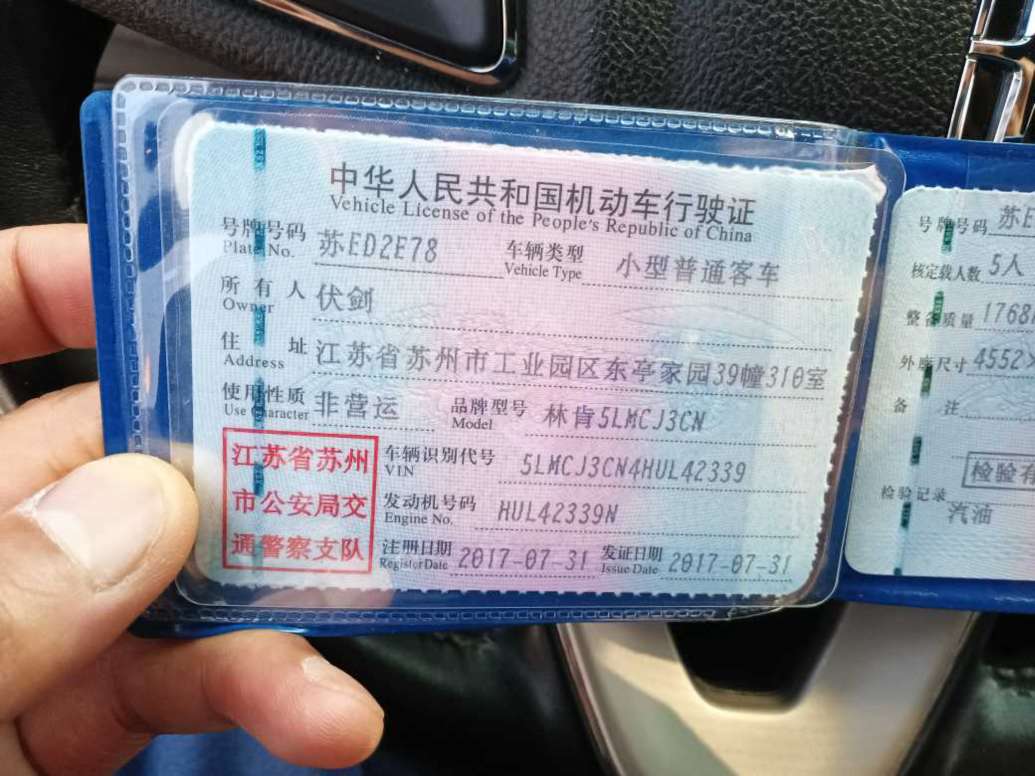 中华人民共和国机动车行驶证
Vehicle License of the People's Republic of China
号牌号码 苏ED2E78 车辆类型 小型普通客车
Plate No. Vehicle Type
所有人 伏剑
Owner
住址 江苏省苏州市工业园区东亭家园39幢310室
Address
使用性质 非营运 品牌型号 林肯5LMCJ3CN
Use Character Model
江苏省苏州
市公安局交
通警察支队
车辆识别代号 5LMCJ3CN4HUL42339
VIN
发动机号码 HUL42339N
Engine No.
注册日期 2017-07-31 发证日期 2017-07-31
Register Date Issue Date
号牌号码 苏E
核定载人数 5人
整备质量 1768
外廓尺寸 4552
备注
检验有
检验记录
汽油